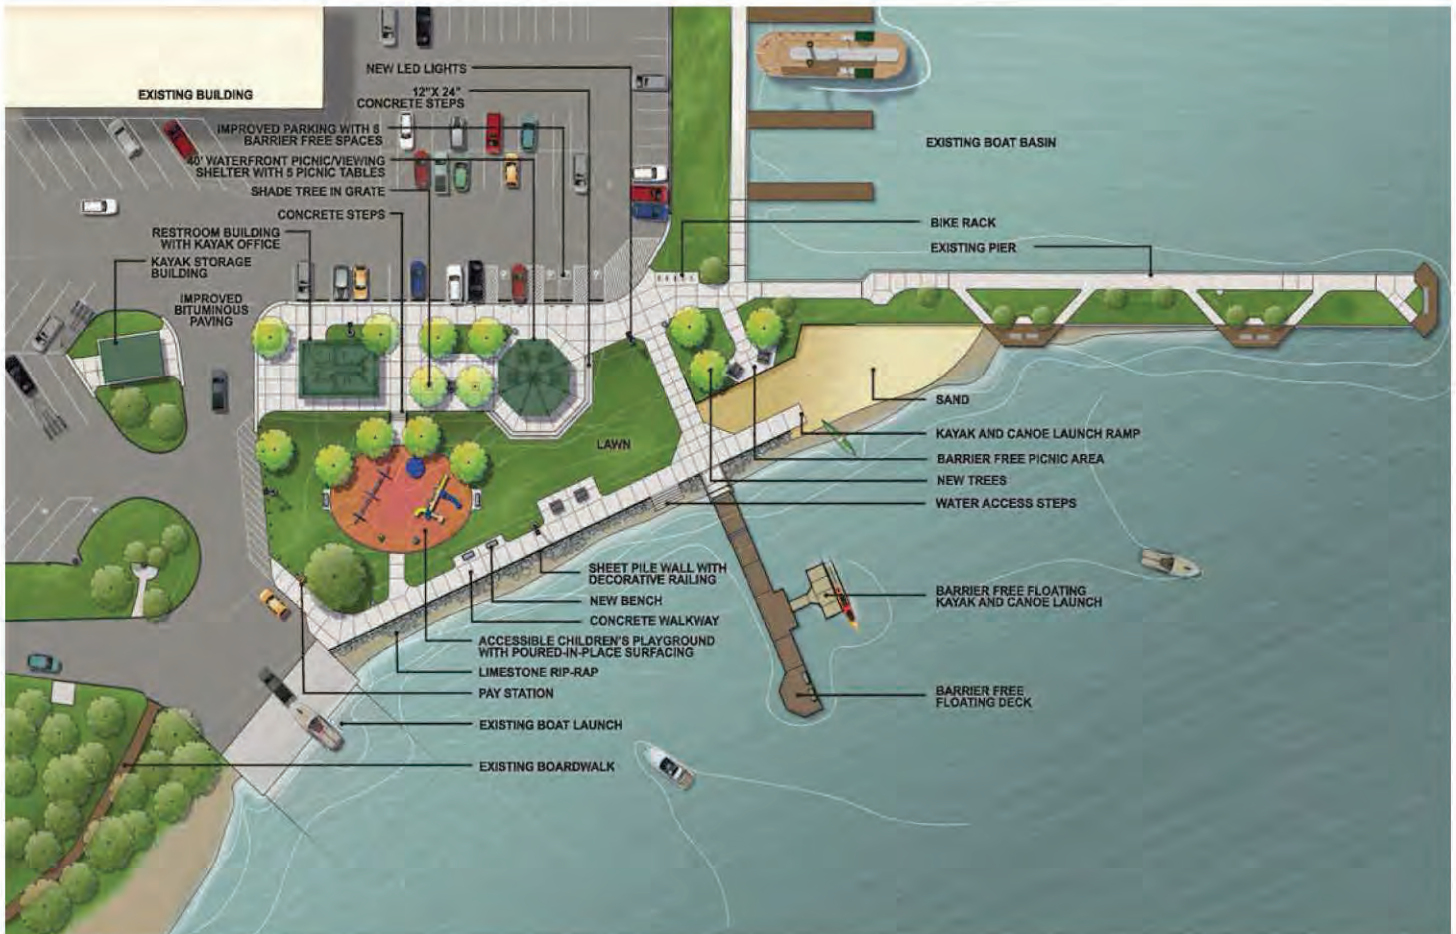 EXISTING BUILDING
NEW LED LIGHTS
12"X 24"
CONCRETE STEPS
IMPROVED PARKING WITH 6
BARRIER FREE SPACES
40' WATERFRONT PICNIC/VIEWING
SHELTER WITH 5 PICNIC TABLES
SHADE TREE IN GRATE
CONCRETE STEPS
RESTROOM BUILDING
WITH KAYAK OFFICE
KAYAK STORAGE
BUILDING
IMPROVED
BITUMINOUS
PAVING
EXISTING BOAT BASIN
BIKE RACK
EXISTING PIER
SAND
LAWN
KAYAK AND CANOE LAUNCH RAMP
BARRIER FREE PICNIC AREA
NEW TREES
WATER ACCESS STEPS
SHEET PILE WALL WITH
DECORATIVE RAILING
NEW BENCH
CONCRETE WALKWAY
ACCESSIBLE CHILDREN'S PLAYGROUND
WITH POURED-IN-PLACE SURFACING
LIMESTONE RIP-RAP
PAY STATION
EXISTING BOAT LAUNCH
EXISTING BOARDWALK
BARRIER FREE FLOATING
KAYAK AND CANOE LAUNCH
BARRIER FREE
FLOATING DECK